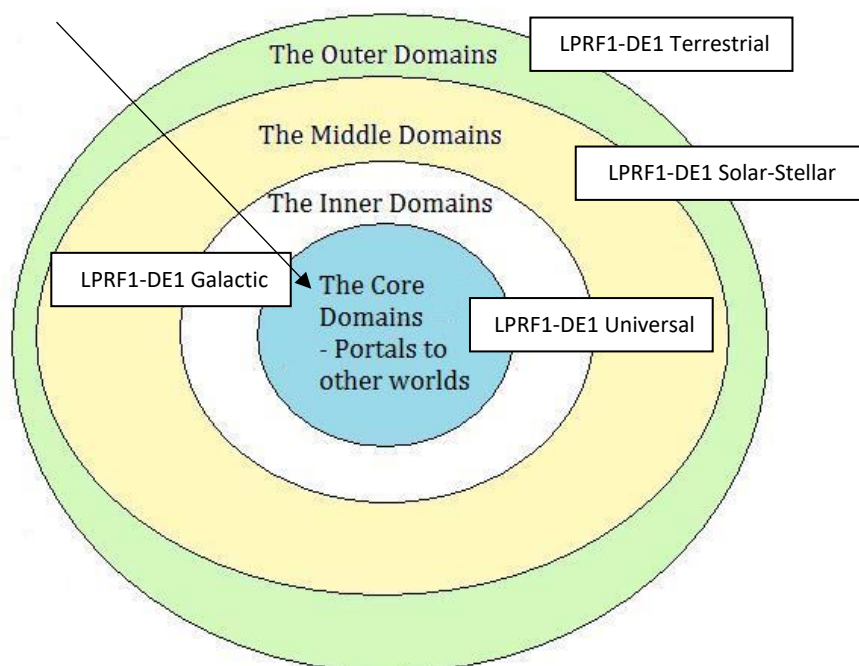 LPRF1-DE1 Terrestrial
The Outer Domains
The Middle Domains
LPRF1-DE1 Solar-Stellar
The Inner Domains
LPRF1-DE1 Galactic
The Core
Domains
- Portals to
other worlds
LPRF1-DE1 Universal